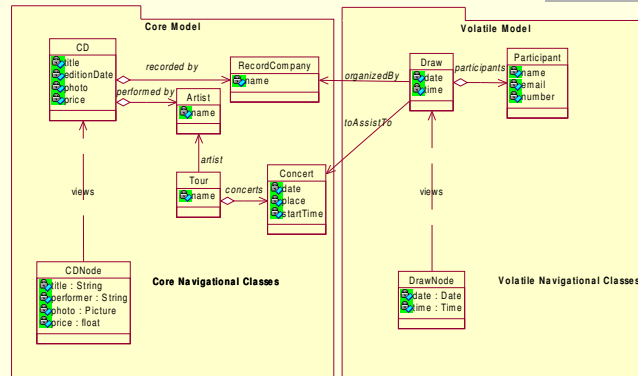 Core Model
CD
title
editionDate
photo
price
recorded by
performed by
RecordCompany
name
Artist
name
artist
Tour
name
concerts
Concert
date
place
startTime
views
CDNode
title : String
performer : String
photo : Picture
price : float
Core Navigational Classes
Volatile Model
Draw
date
time
organizedBy
participants
Participant
name
email
number
toAssistTo
views
DrawNode
date : Date
time : Time
Volatile Navigational Classes